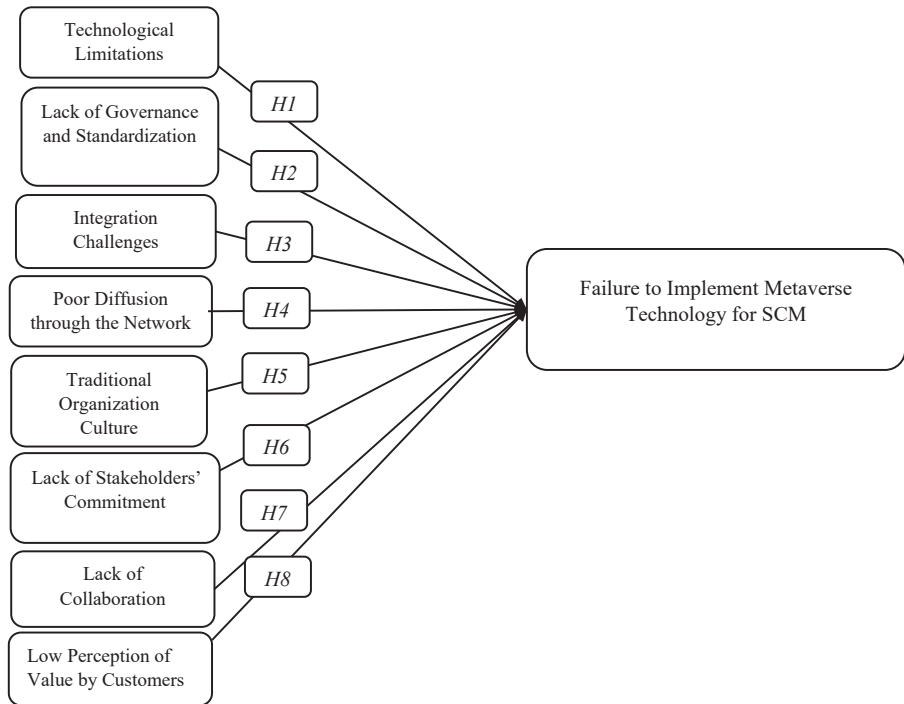 Technological
Limitations
H1
Lack of Governance
and Standardization
H2
Integration
Challenges
H3
Poor Diffusion
through the Network
H4
Traditional
Organization
Culture
H5
Lack of Stakeholders’
Commitment
H6
Lack of
Collaboration
H7
Low Perception of
Value by Customers
H8
Failure to Implement Metaverse
Technology for SCM